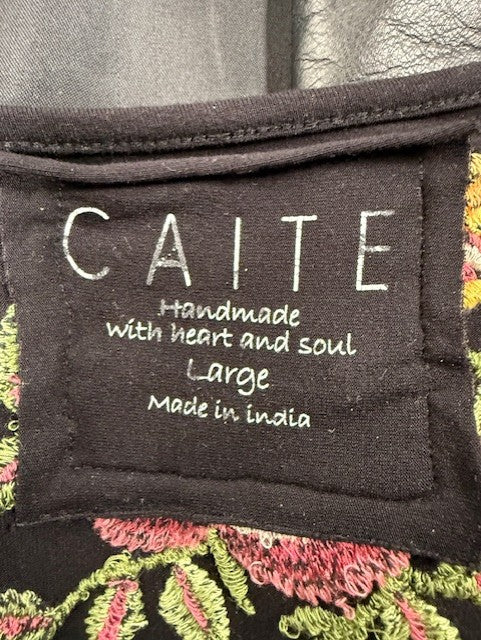 CAITE
Handmade
with heart and soul
Large
Made in india